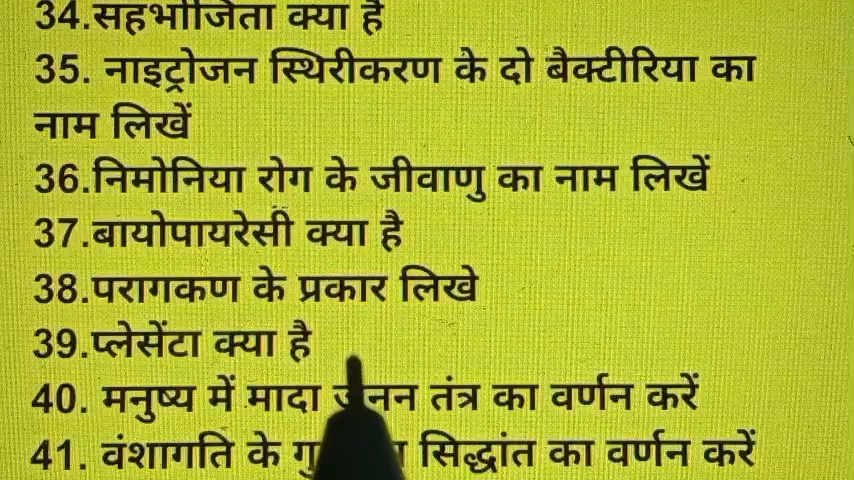 34.सहभोजिता क्या है
35. नाइट्रोजन स्थिरीकरण के दो बैक्टीरिया का
नाम लिखें
36.निमोनिया रोग के जीवाणु का नाम लिखें
37.बायोपायरेसी क्या है
38.परागकण के प्रकार लिखे
39.प्लेसेंटा क्या है
40. मनुष्य में मादा तंत्र का वर्णन करें
41. वंशागति के सिद्धांत का वर्णन करें